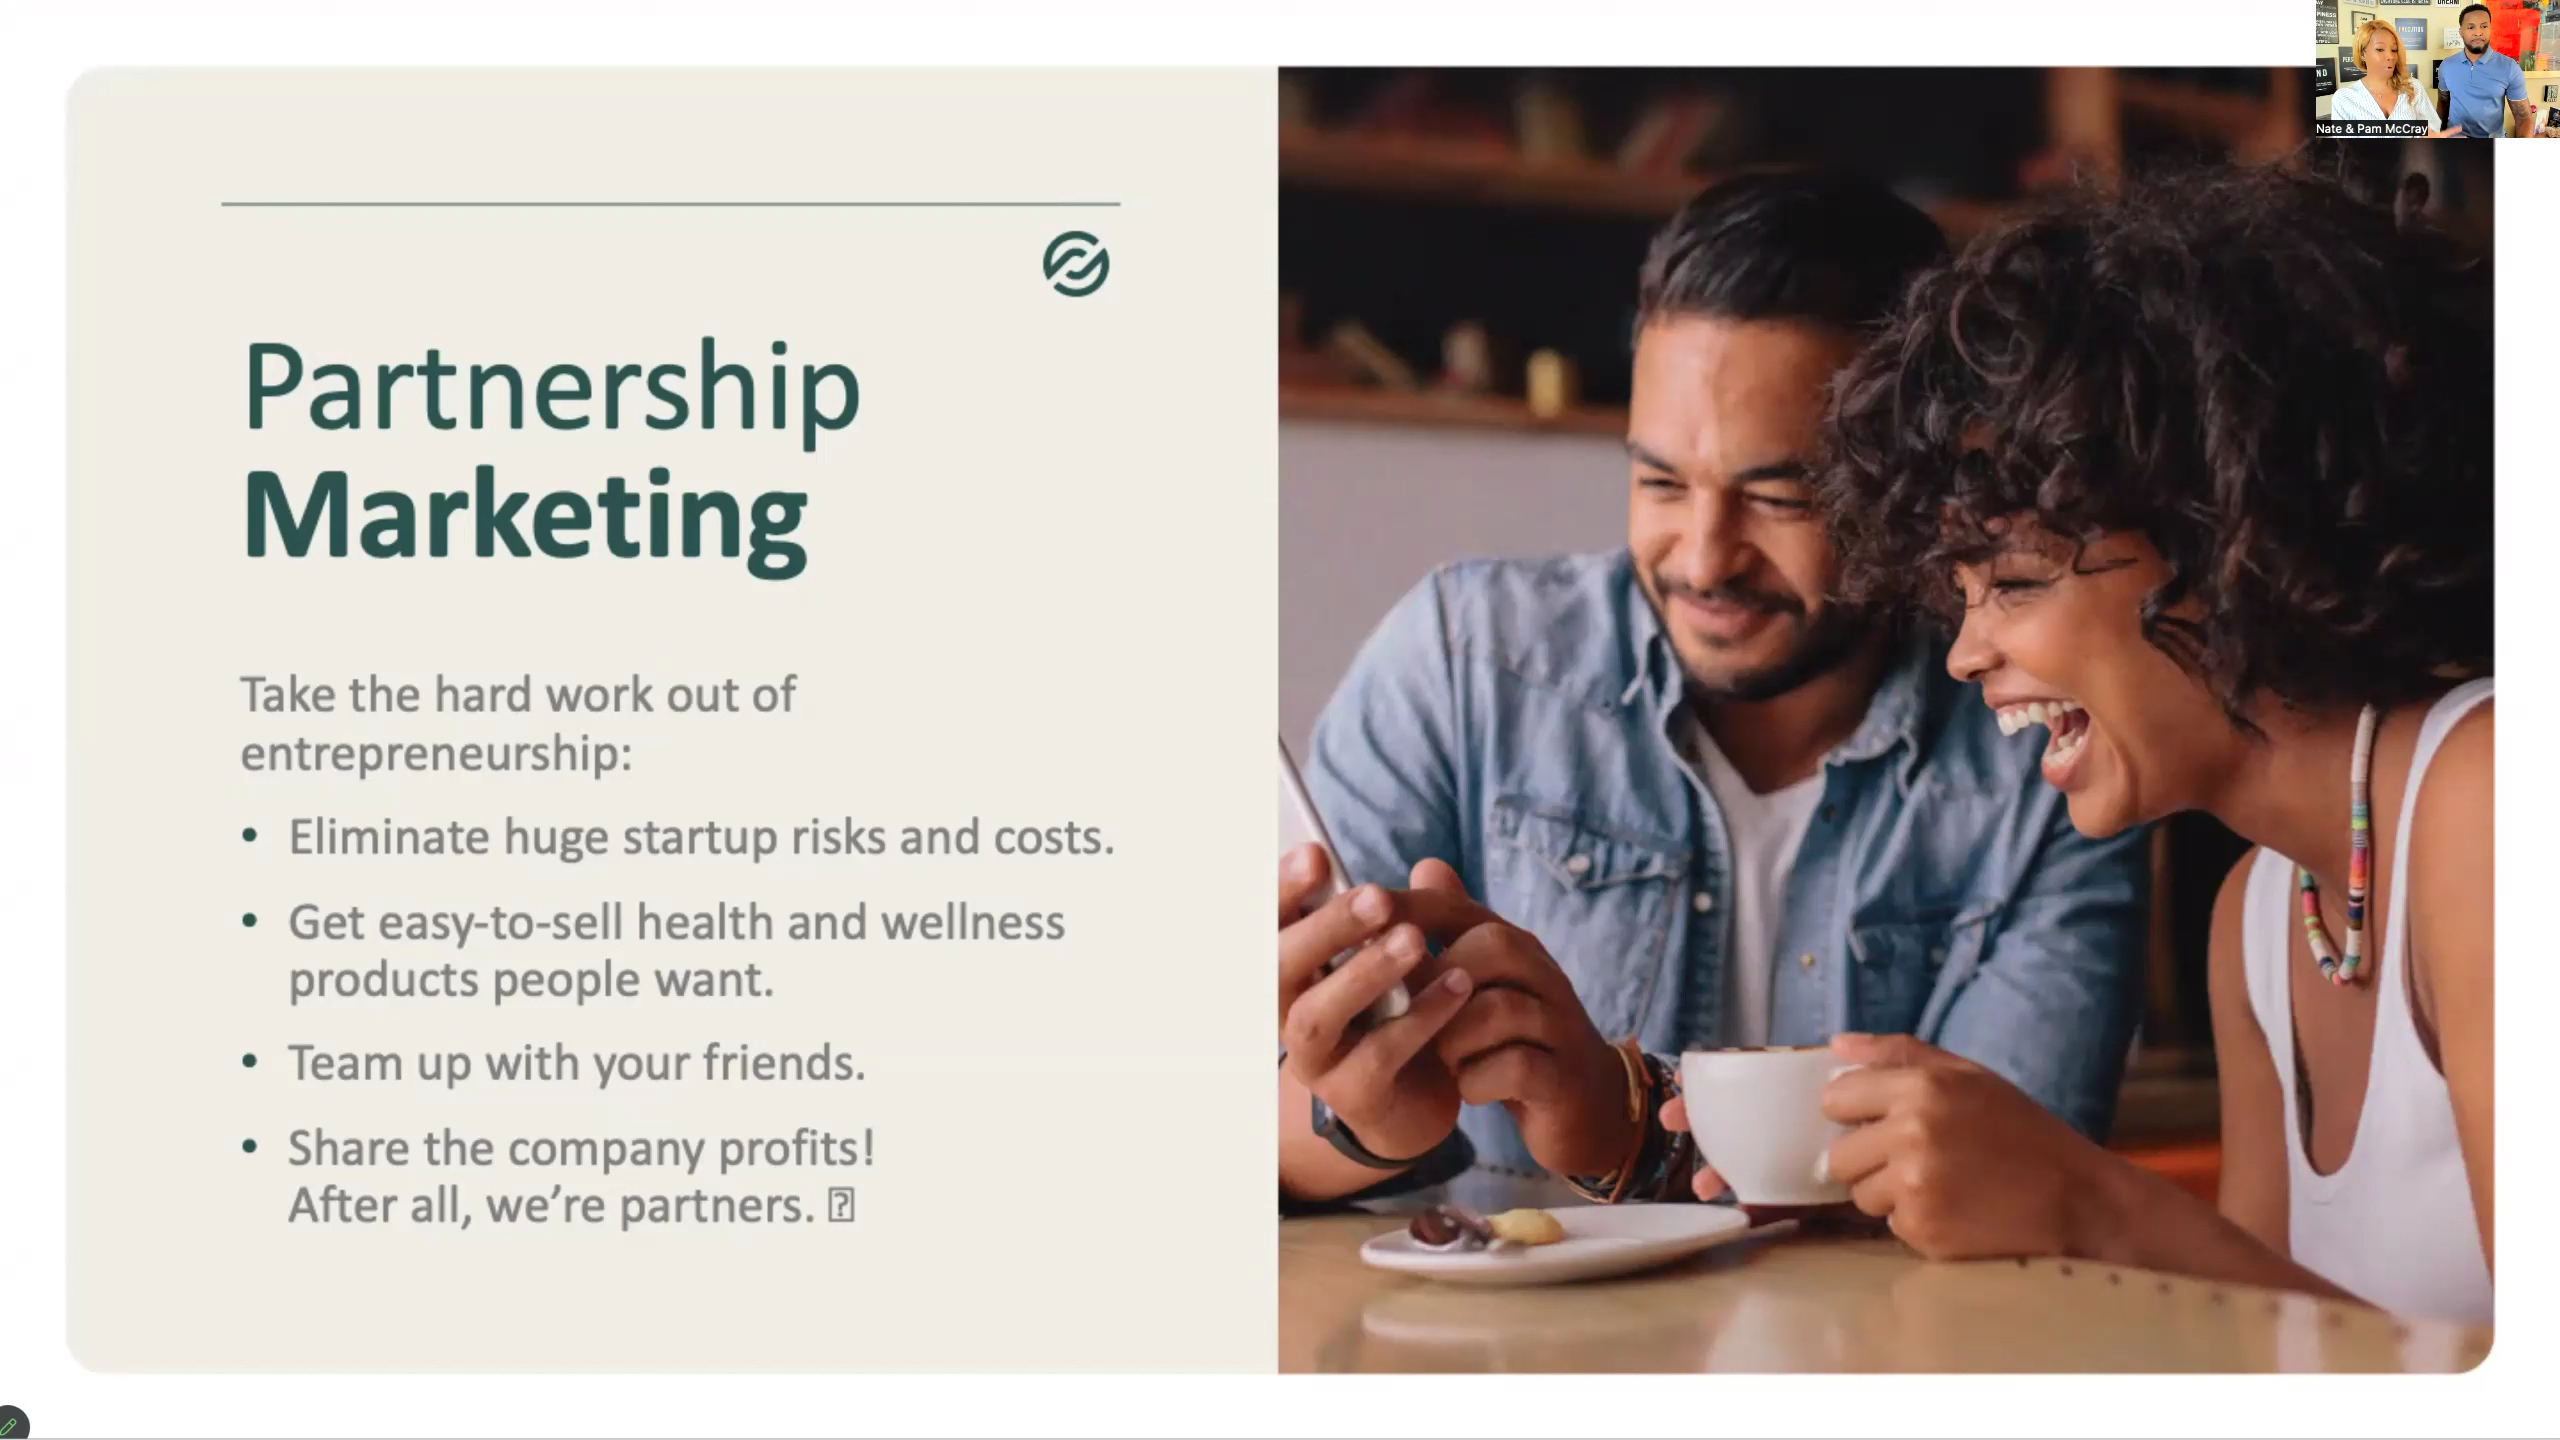 Partnership
Marketing
Take the hard work out of
entrepreneurship:
• Eliminate huge startup risks and costs.
• Get easy-to-sell health and wellness
products people want.
• Team up with your friends.
• Share the company profits!
After all, we’re partners. 
Nate & Pam McCray
EXECUTION